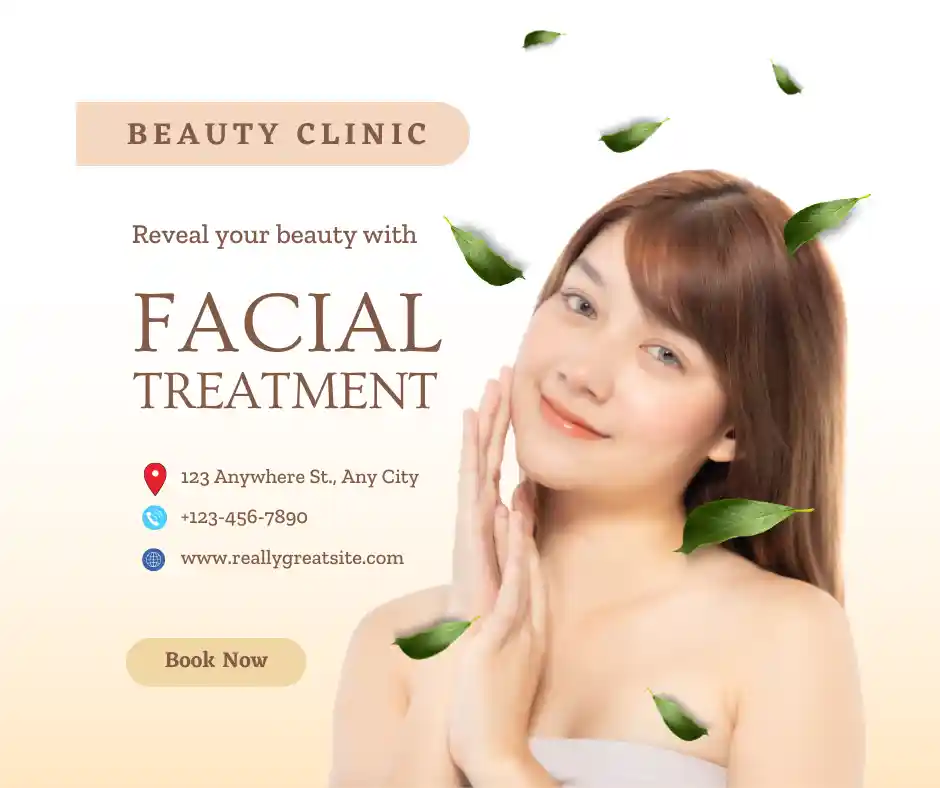 BEAUTY CLINIC
Reveal your beauty with
FACIAL
TREATMENT
123 Anywhere St., Any City
+123-456-7890
www.reallygreatsite.com
Book Now